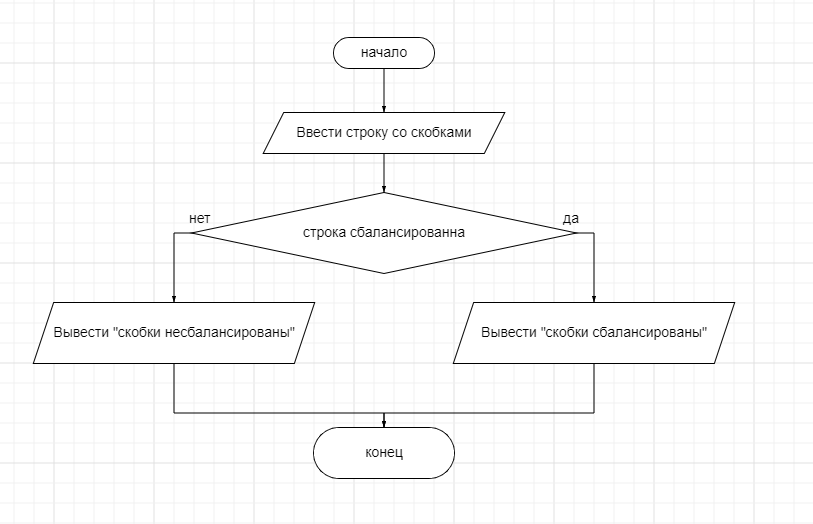 начало
Ввести строку со скобками
нет
да
строка сбалансированна
Вывести "скобки несбалансированы"
Вывести "скобки сбалансированы"
конец